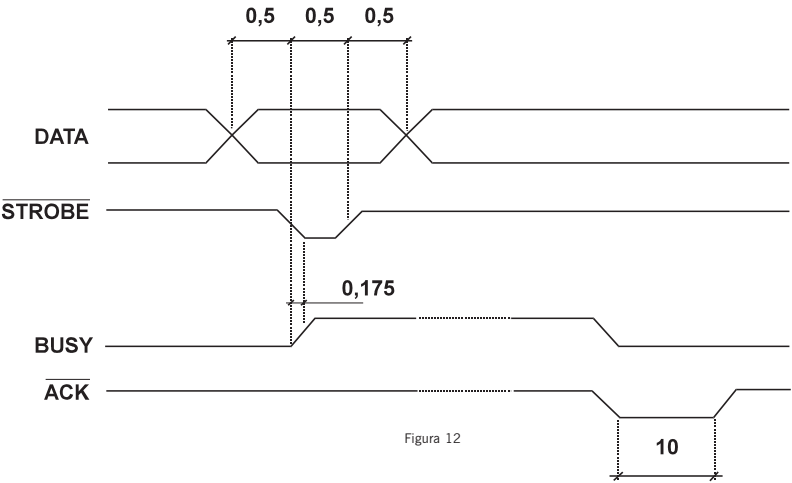 0,5 0,5 0,5
DATA
STROBE
0,175
BUSY
ACK
Figura 12
10